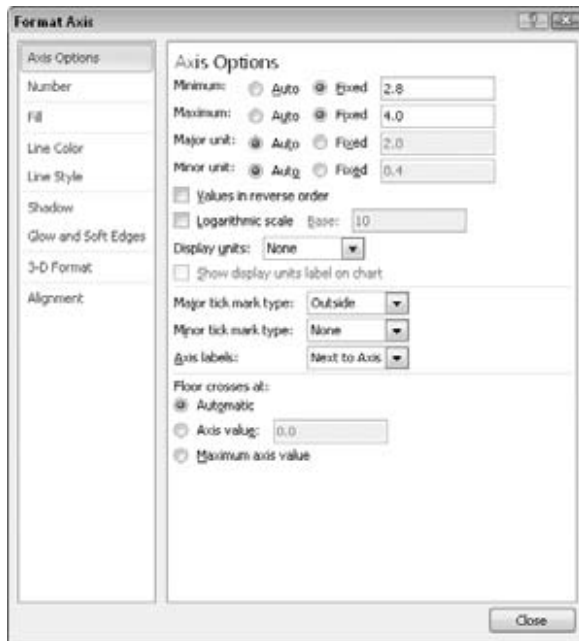 Format Axis
Axis Options
Number
Fill
Line Color
Line Style
Shadow
Glow and Soft Edges
3-D Format
Alignment
Axis Options
Minimum: Auto Fixed 2.8
Maximum: Auto Fixed 4.0
Major unit: Auto Fixed 2.0
Minor unit: Auto Fixed 0.4
Values in reverse order
Logarithmic scale Base: 10
Display units: None
Show display units label on chart
Major tick mark type: Outside
Minor tick mark type: None
Axis labels: Next to Axis
Floor crosses at:
Automatic
Axis value: 0.0
Maximum axis value
Close